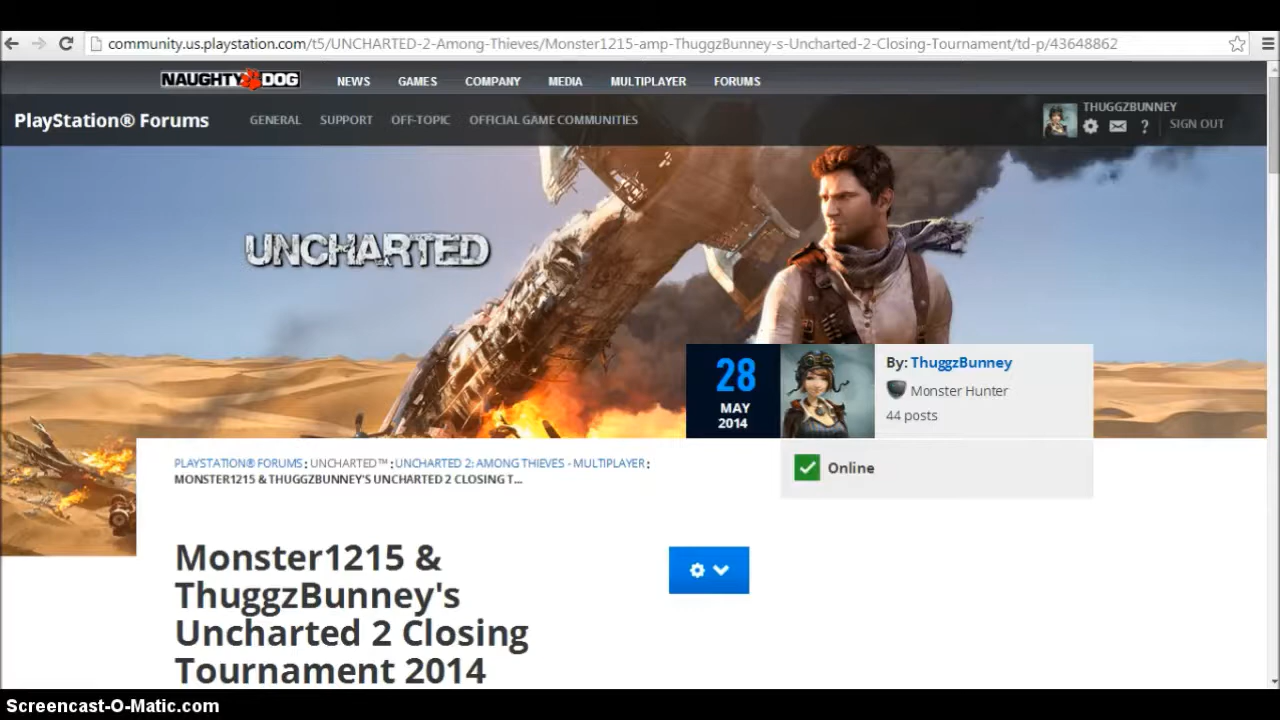 community.us.playstation.com/t5/UNCHARTED-2-Among-Thieves/Monster1215-amp-ThuggzBunney-s-Uncharted-2-Closing-Tournament/td-p/43648862
NAUGHTY DOG NEWS GAMES COMPANY MEDIA MULTIPLAYER FORUMS
PlayStation® Forums GENERAL SUPPORT OFF-TOPIC OFFICIAL GAME COMMUNITIES
THUGGZBUNNEY
? SIGN OUT
UNCHARTED
28
MAY
2014
By: ThuggzBunney
Monster Hunter
44 posts
Online
PLAYSTATION® FORUMS : UNCHARTED™ : UNCHARTED 2: AMONG THIEVES - MULTIPLAYER :
MONSTER1215 & THUGGZBUNNEY'S UNCHARTED 2 CLOSING T...
Monster1215 &
ThuggzBunney's
Uncharted 2 Closing
Tournament 2014
Screencast-O-Matic.com